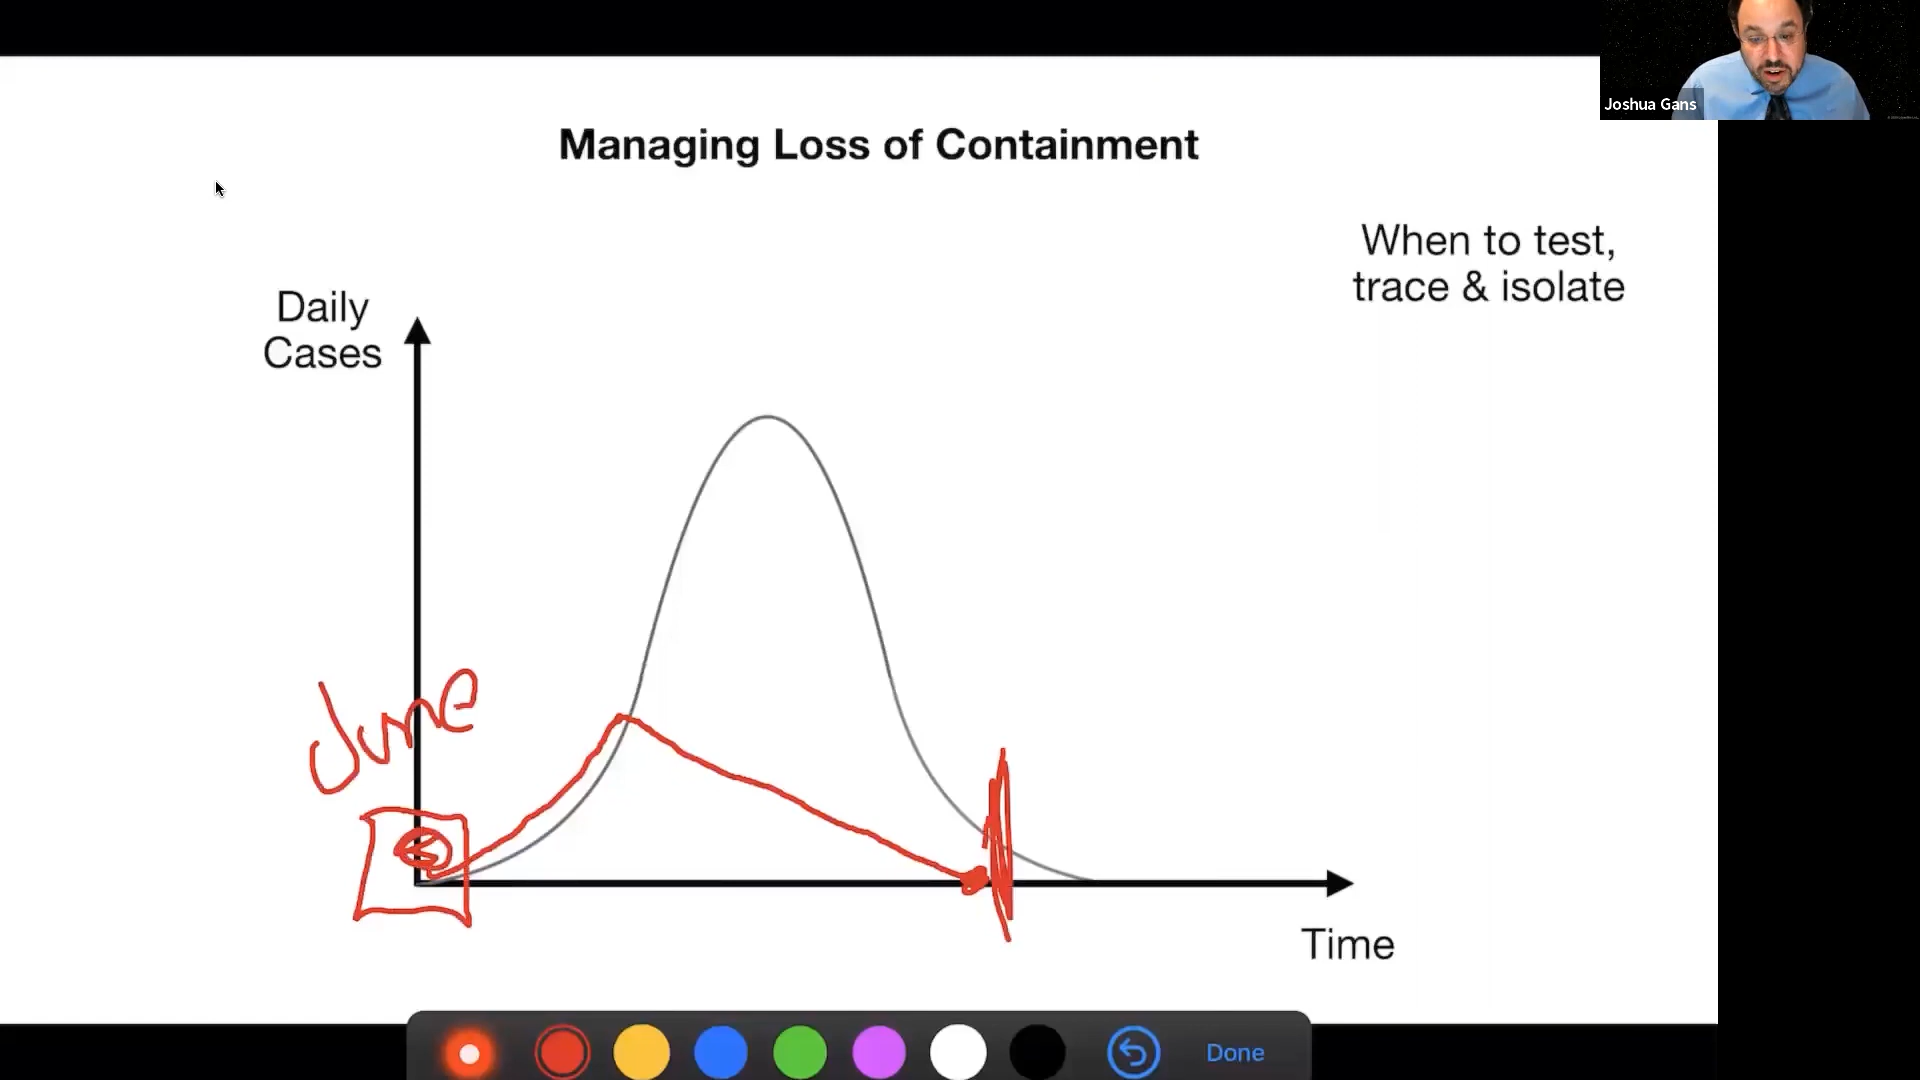 Joshua Gans
Managing Loss of Containment
When to test,
trace & isolate
Daily
Cases
June
Time
Done